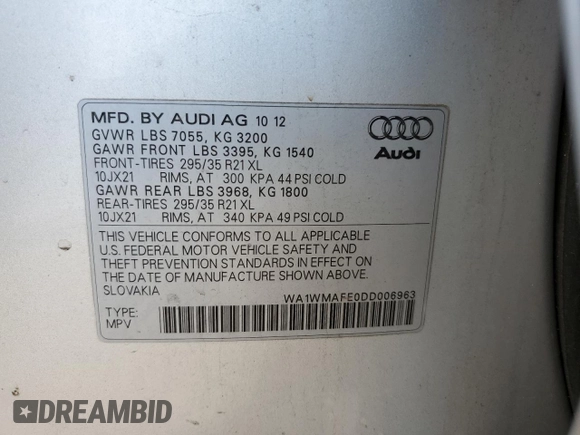 MFD. BY AUDI AG 10 12
GVWR LBS 7055, KG 3200
GAWR FRONT LBS 3395, KG 1540
FRONT-TIRES 295/35 R21 XL
10JX21 RIMS, AT 300 KPA 44 PSI COLD
GAWR REAR LBS 3968, KG 1800
REAR-TIRES 295/35 R21 XL
10JX21 RIMS, AT 340 KPA 49 PSI COLD
Audi
THIS VEHICLE CONFORMS TO ALL APPLICABLE
U.S. FEDERAL MOTOR VEHICLE SAFETY AND
THEFT PREVENTION STANDARDS IN EFFECT ON
THE DATE OF MANUFACTURE SHOWN ABOVE.
SLOVAKIA
WA1WMAFE0DD006963
TYPE:
MPV
DREAMBID